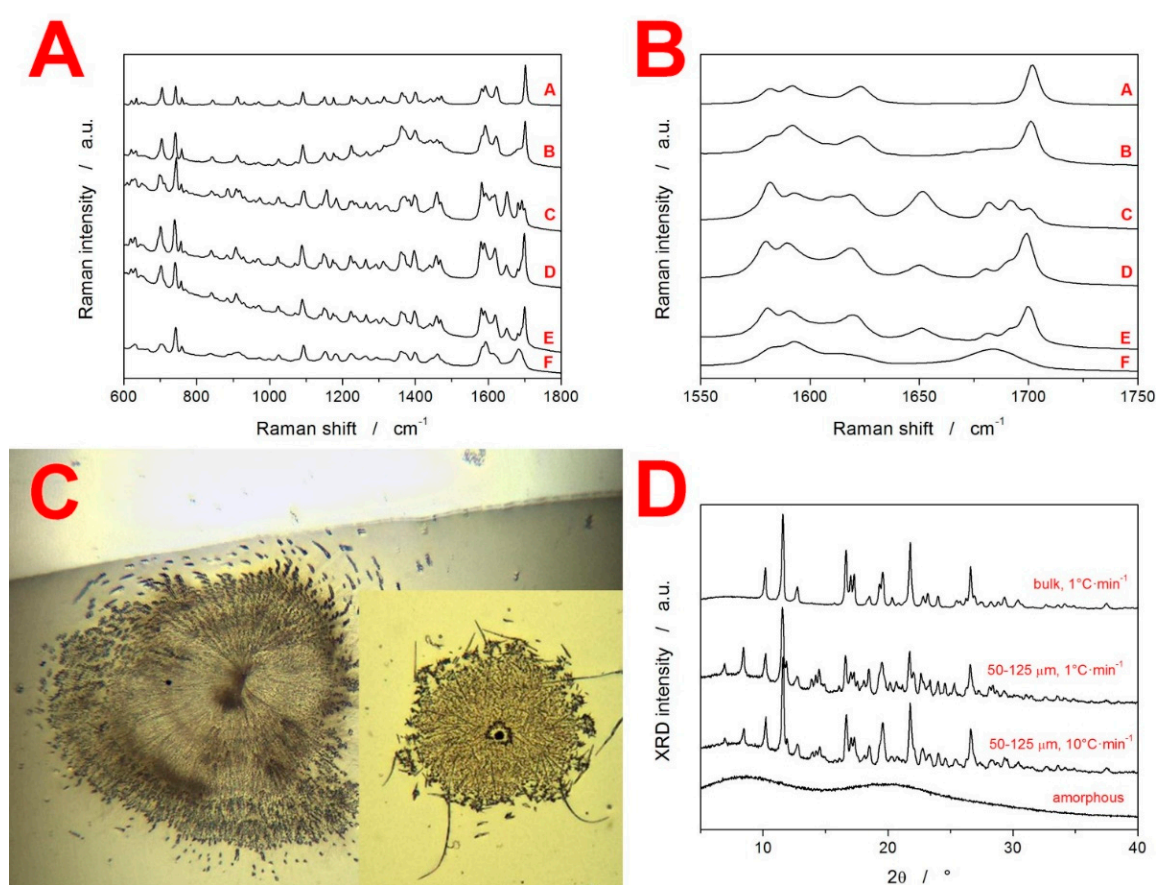 A
Raman intensity / a.u.
A
B
C
D
E
F
600 800 1000 1200 1400 1600 1800
Raman shift / cm⁻¹
B
Raman intensity / a.u.
A
B
C
D
E
F
1550 1600 1650 1700 1750
Raman shift / cm⁻¹
C
D
XRD intensity / a.u.
bulk, 1°C·min⁻¹
50-125 µm, 1°C·min⁻¹
50-125 µm, 10°C·min⁻¹
amorphous
10 20 30 40
2θ / °